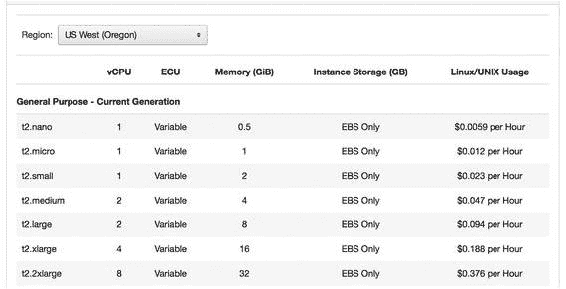 Region: US West (Oregon)
vCPU ECU Memory (GiB) Instance Storage (GB) Linux/UNIX Usage
General Purpose - Current Generation
t2.nano 1 Variable 0.5 EBS Only $0.0059 per Hour
t2.micro 1 Variable 1 EBS Only $0.012 per Hour
t2.small 1 Variable 2 EBS Only $0.023 per Hour
t2.medium 2 Variable 4 EBS Only $0.047 per Hour
t2.large 2 Variable 8 EBS Only $0.094 per Hour
t2.xlarge 4 Variable 16 EBS Only $0.188 per Hour
t2.2xlarge 8 Variable 32 EBS Only $0.376 per Hour